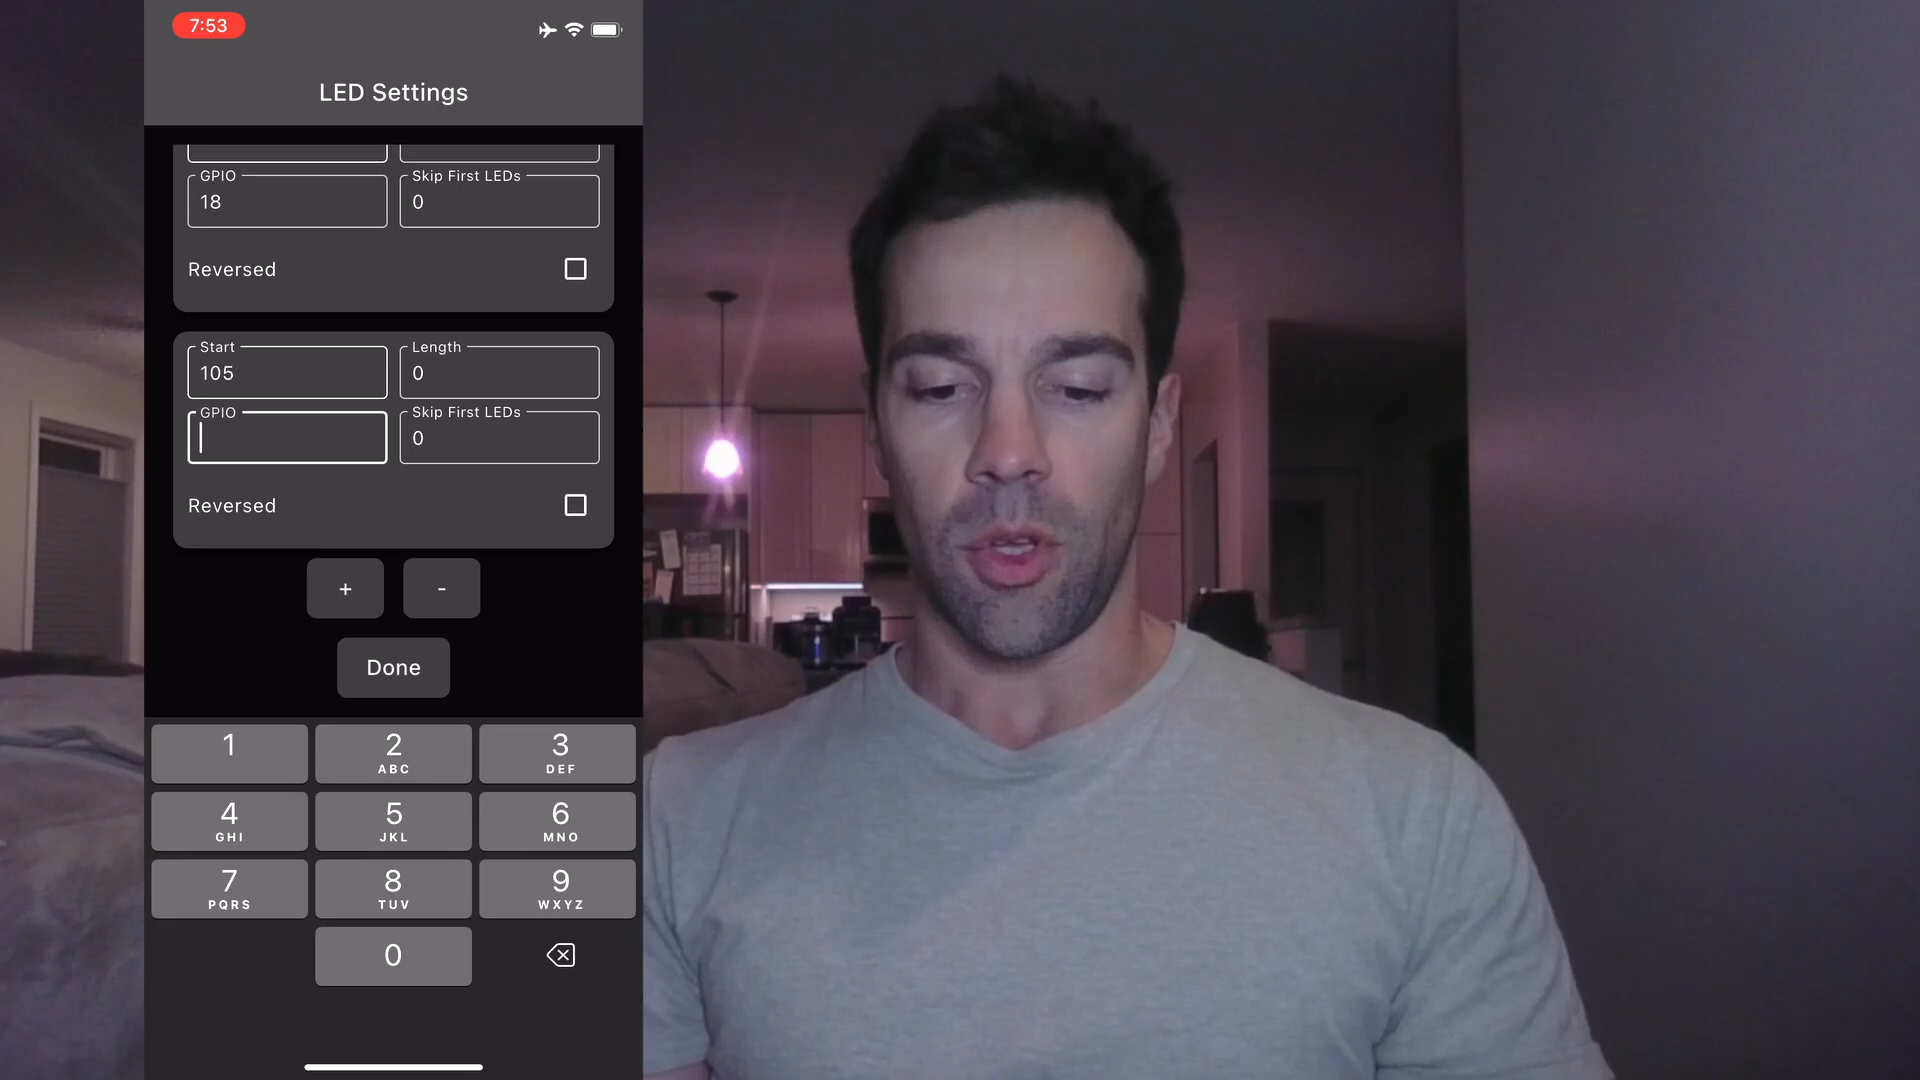 7:53
LED Settings
GPIO
Skip First LEDs
18
0
Reversed
Start
Length
105
0
GPIO
Skip First LEDs
0
Reversed
+
-
Done
1
2
3
ABC
DEF
4
5
6
GHI
JKL
MNO
7
8
9
PQRS
TUV
WXYZ
0